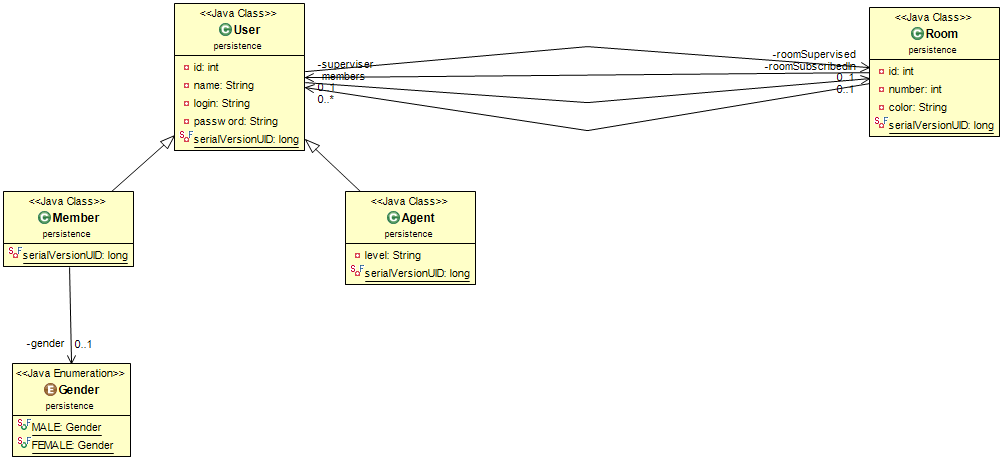 <<Java Class>>
User
persistence
id: int
name: String
login: String
password: String
serialVersionUID: long
<<Java Class>>
Room
persistence
id: int
number: int
color: String
serialVersionUID: long
-superviser
-members
0..1
0..*
-roomSupervised
-roomSubscribedIn
0..1
0..1
<<Java Class>>
Member
persistence
serialVersionUID: long
<<Java Class>>
Agent
persistence
level: String
serialVersionUID: long
-gender
0..1
<<Java Enumeration>>
Gender
persistence
MALE: Gender
FEMALE: Gender